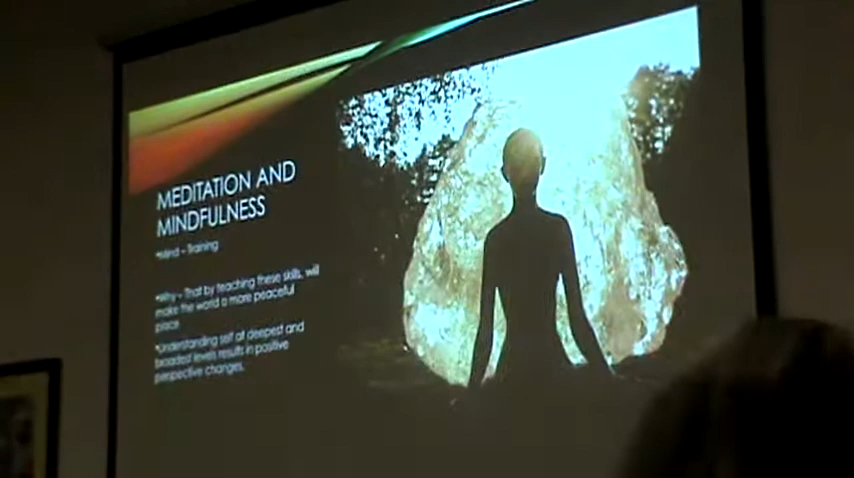 MEDITATION AND
MINDFULNESS
•Mind – Training
•Why – That by teaching these skills, will
make the world a more peaceful
place
•Understanding self at deepest and
broadest levels results in positive
perspective changes.